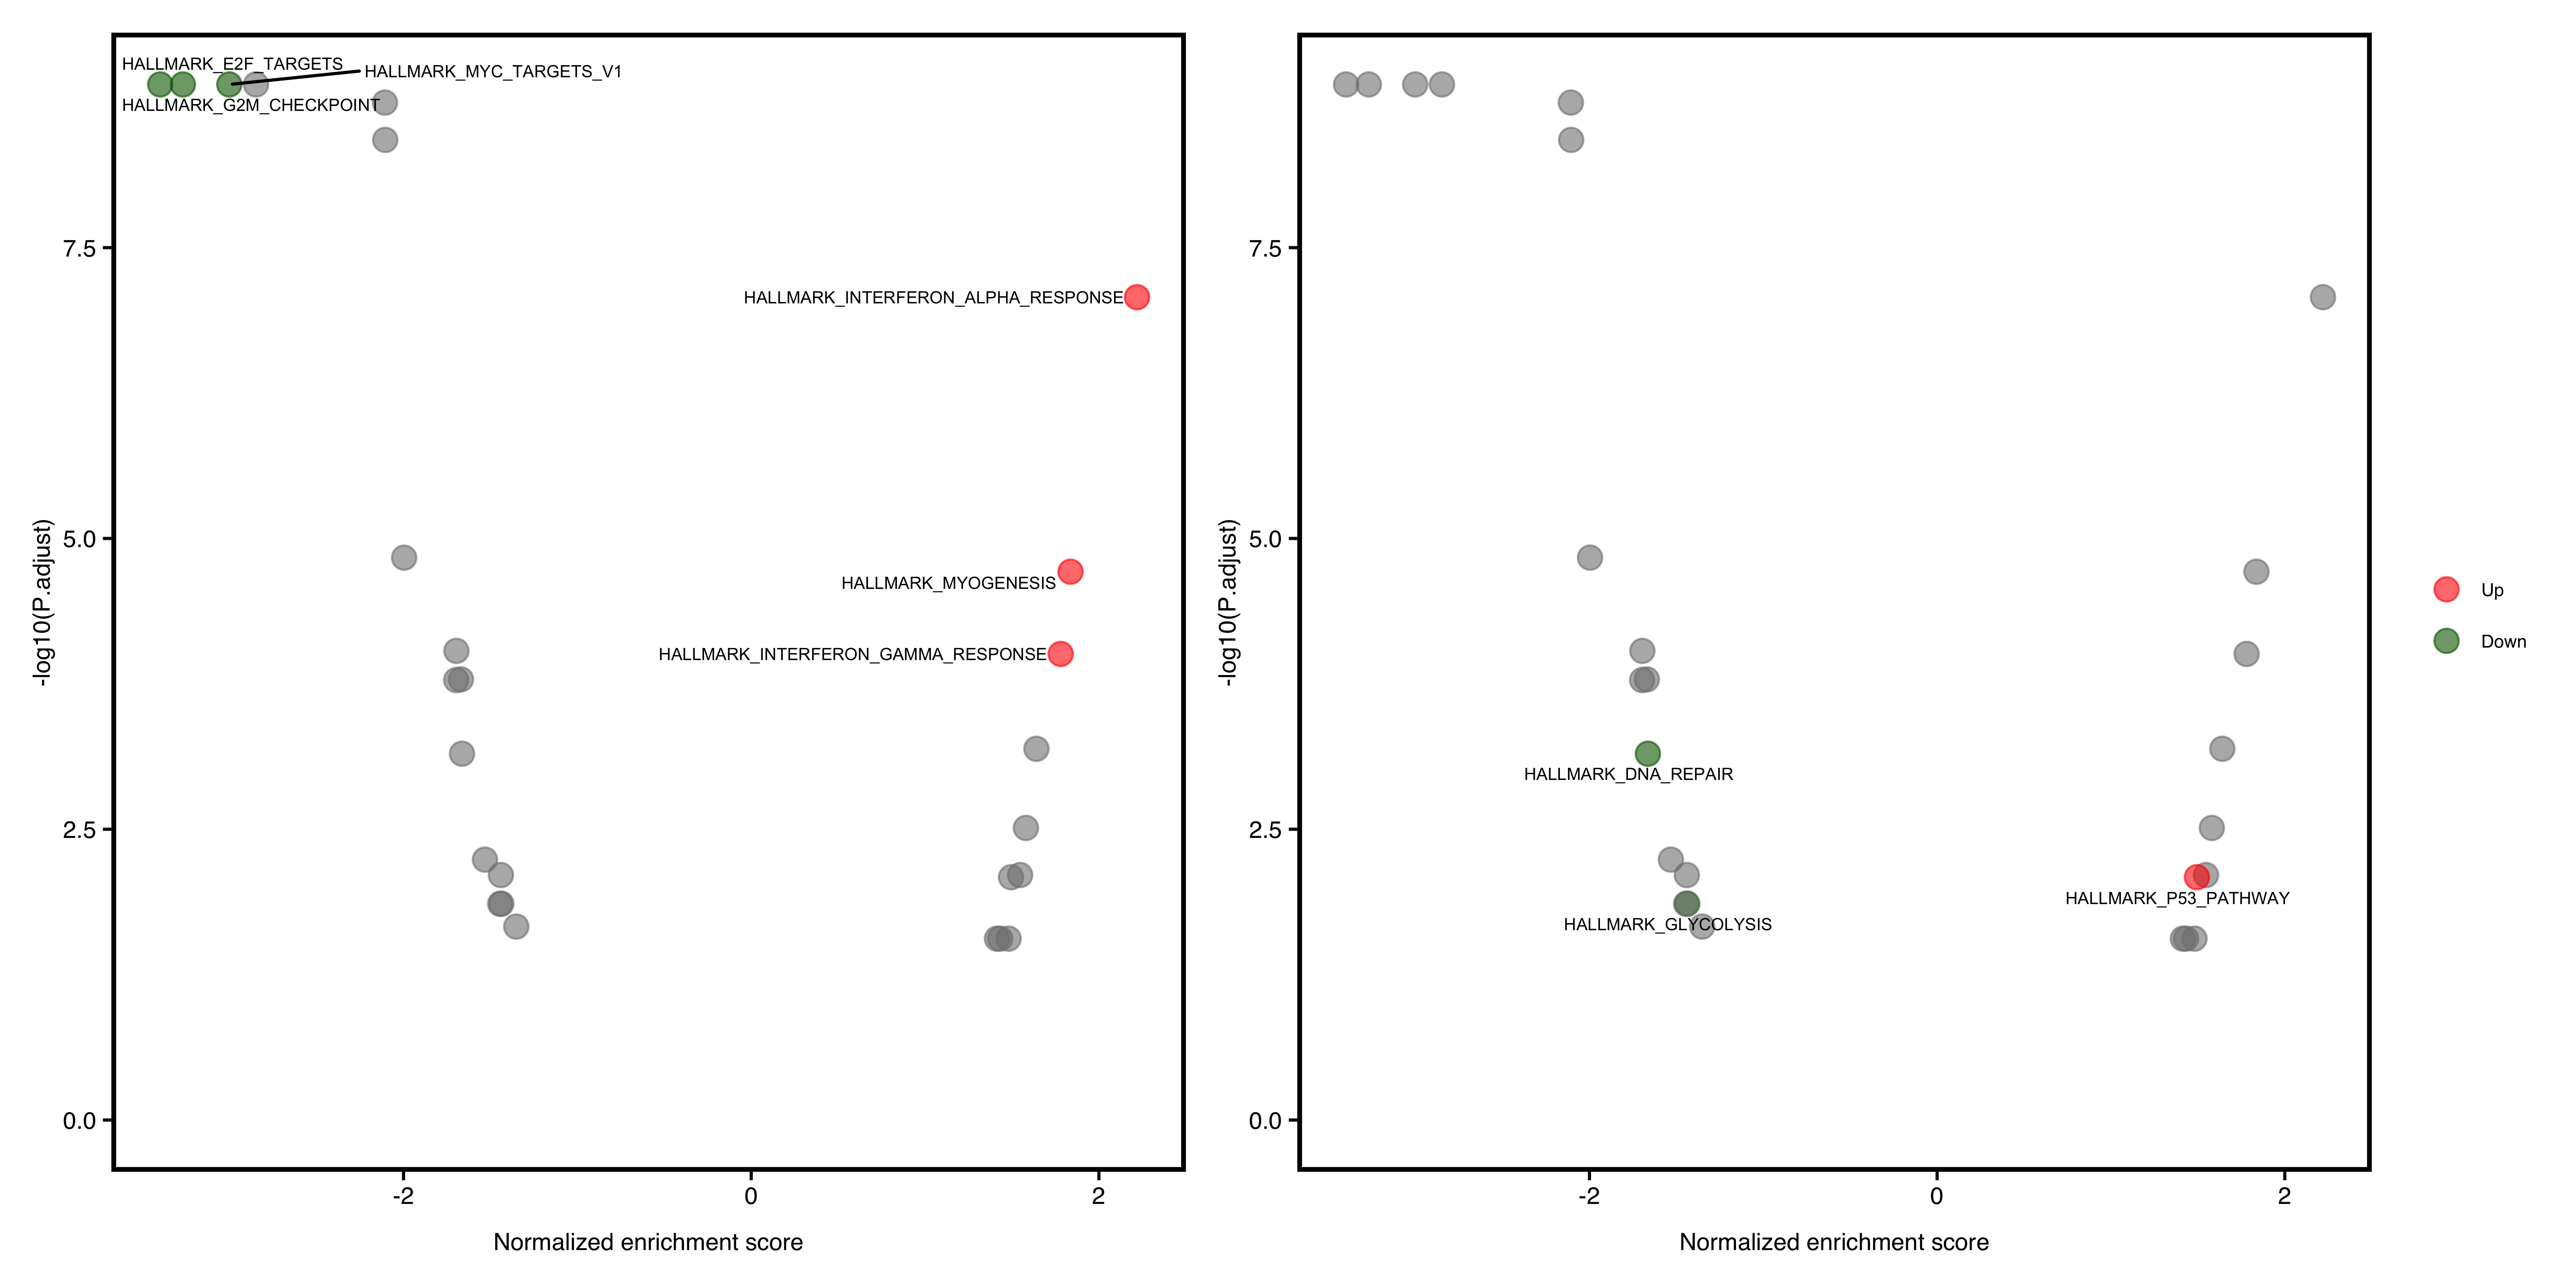 HALLMARK_E2F_TARGETS
HALLMARK_MYC_TARGETS_V1
HALLMARK_G2M_CHECKPOINT
7.5
HALLMARK_INTERFERON_ALPHA_RESPONSE
5.0
HALLMARK_MYOGENESIS
HALLMARK_INTERFERON_GAMMA_RESPONSE
-log10(P.adjust)
2.5
0.0
-2
0
2
Normalized enrichment score
7.5
5.0
-log10(P.adjust)
HALLMARK_DNA_REPAIR
2.5
HALLMARK_P53_PATHWAY
HALLMARK_GLYCOLYSIS
0.0
-2
0
2
Normalized enrichment score
Up
Down